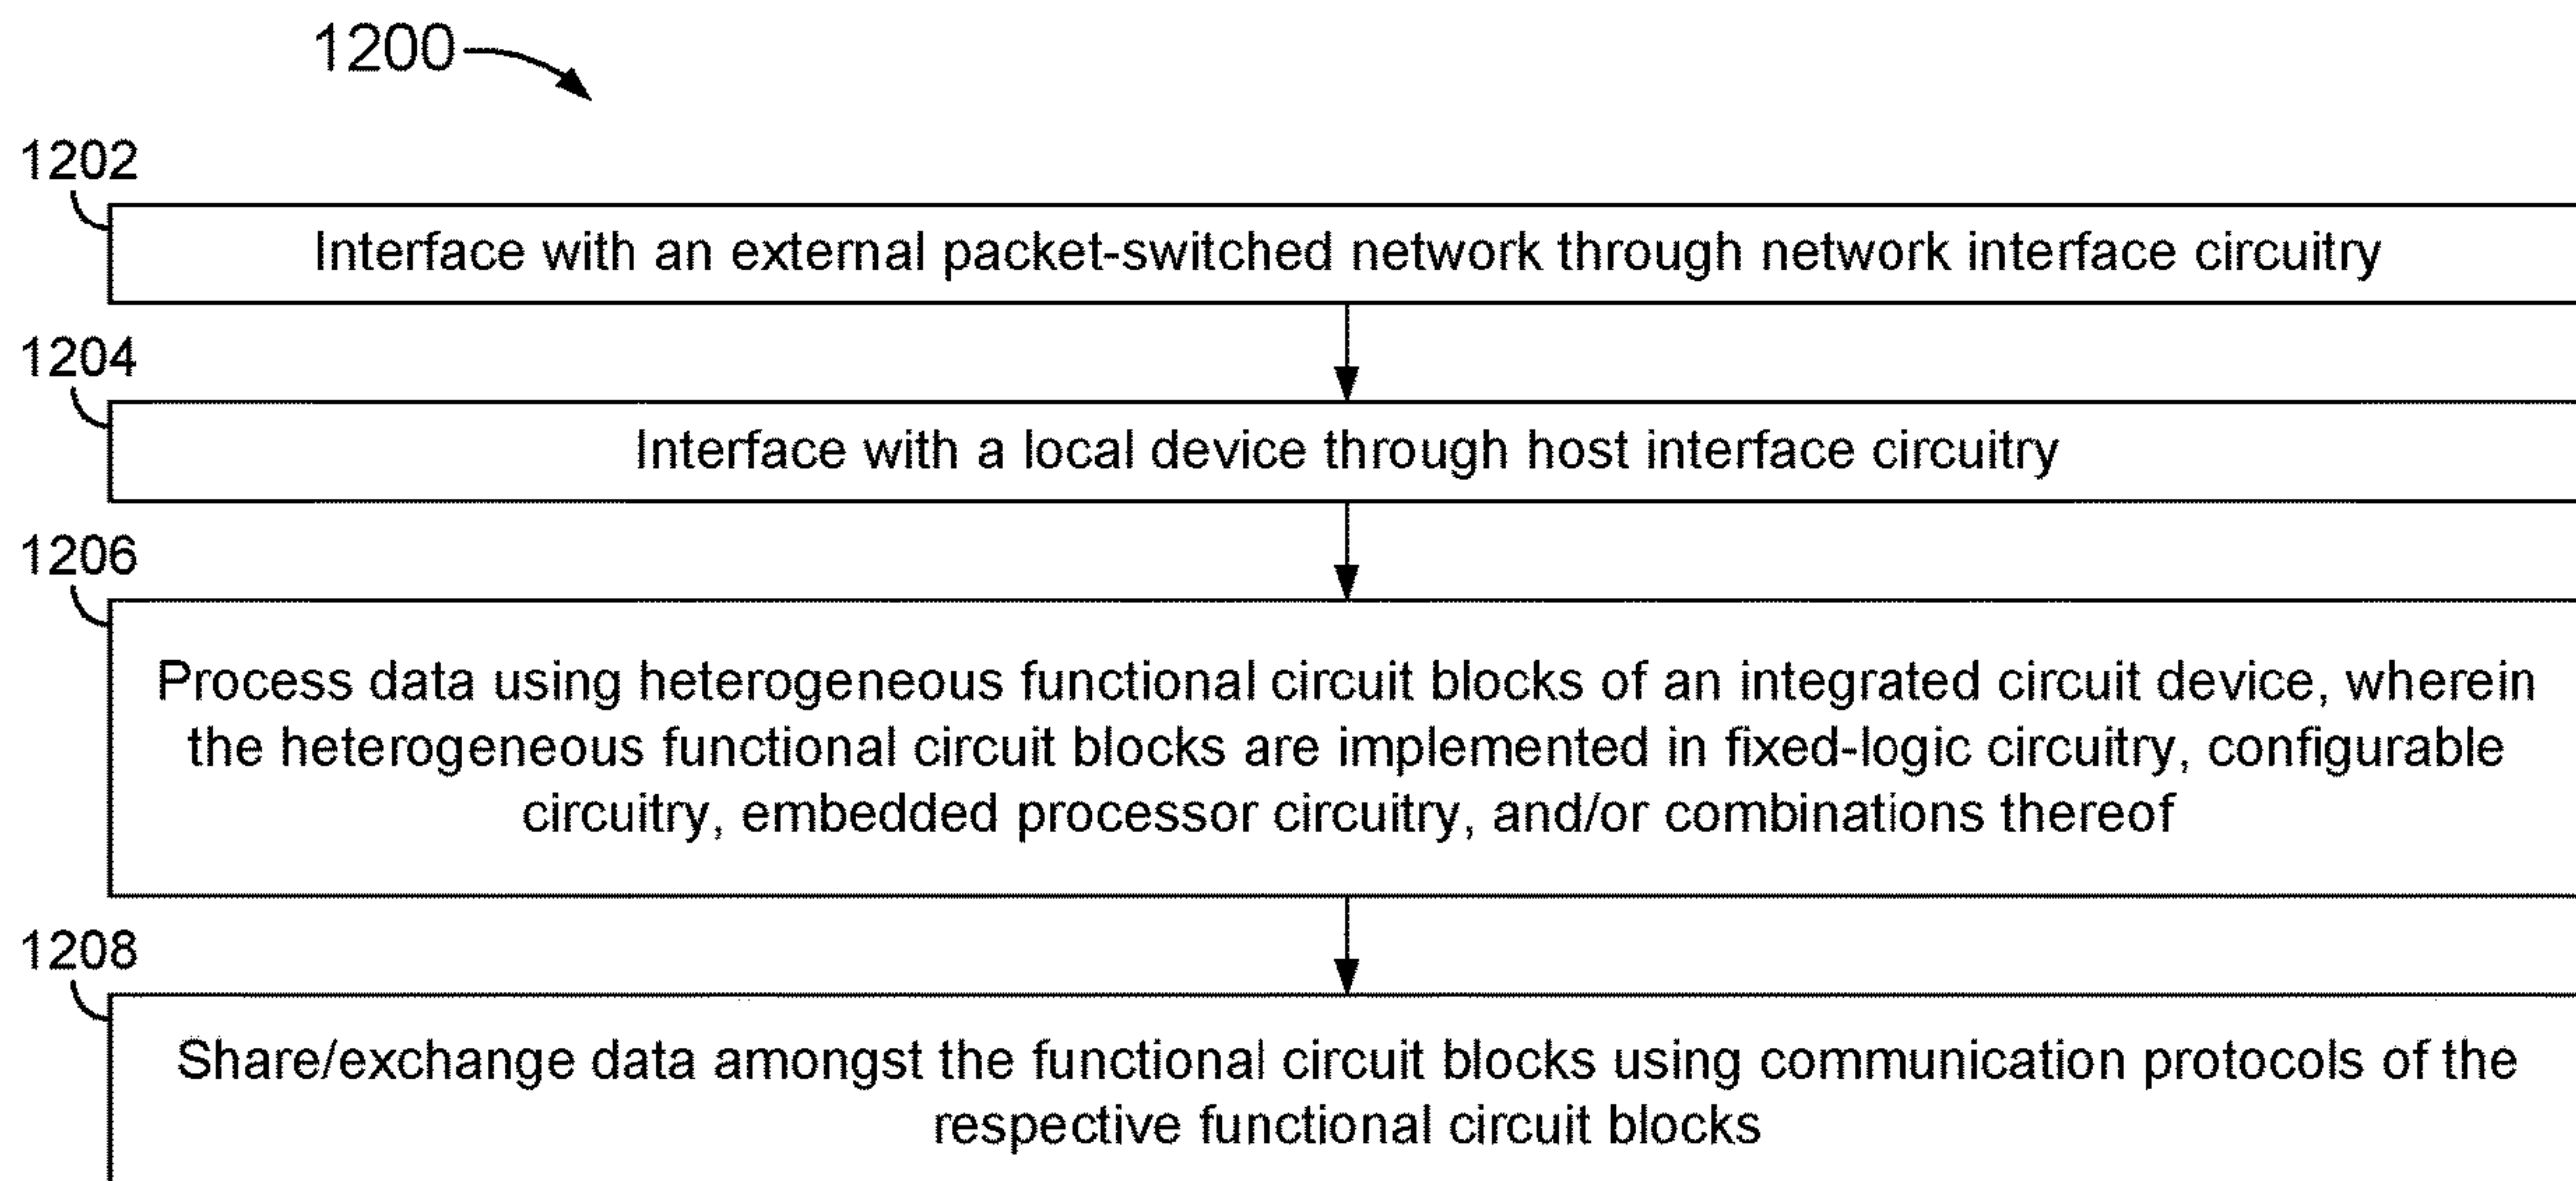 1200
1202
Interface with an external packet-switched network through network interface circuitry
1204
Interface with a local device through host interface circuitry
1206
Process data using heterogeneous functional circuit blocks of an integrated circuit device, wherein
the heterogeneous functional circuit blocks are implemented in fixed-logic circuitry, configurable
circuitry, embedded processor circuitry, and/or combinations thereof
1208
Share/exchange data amongst the functional circuit blocks using communication protocols of the
respective functional circuit blocks